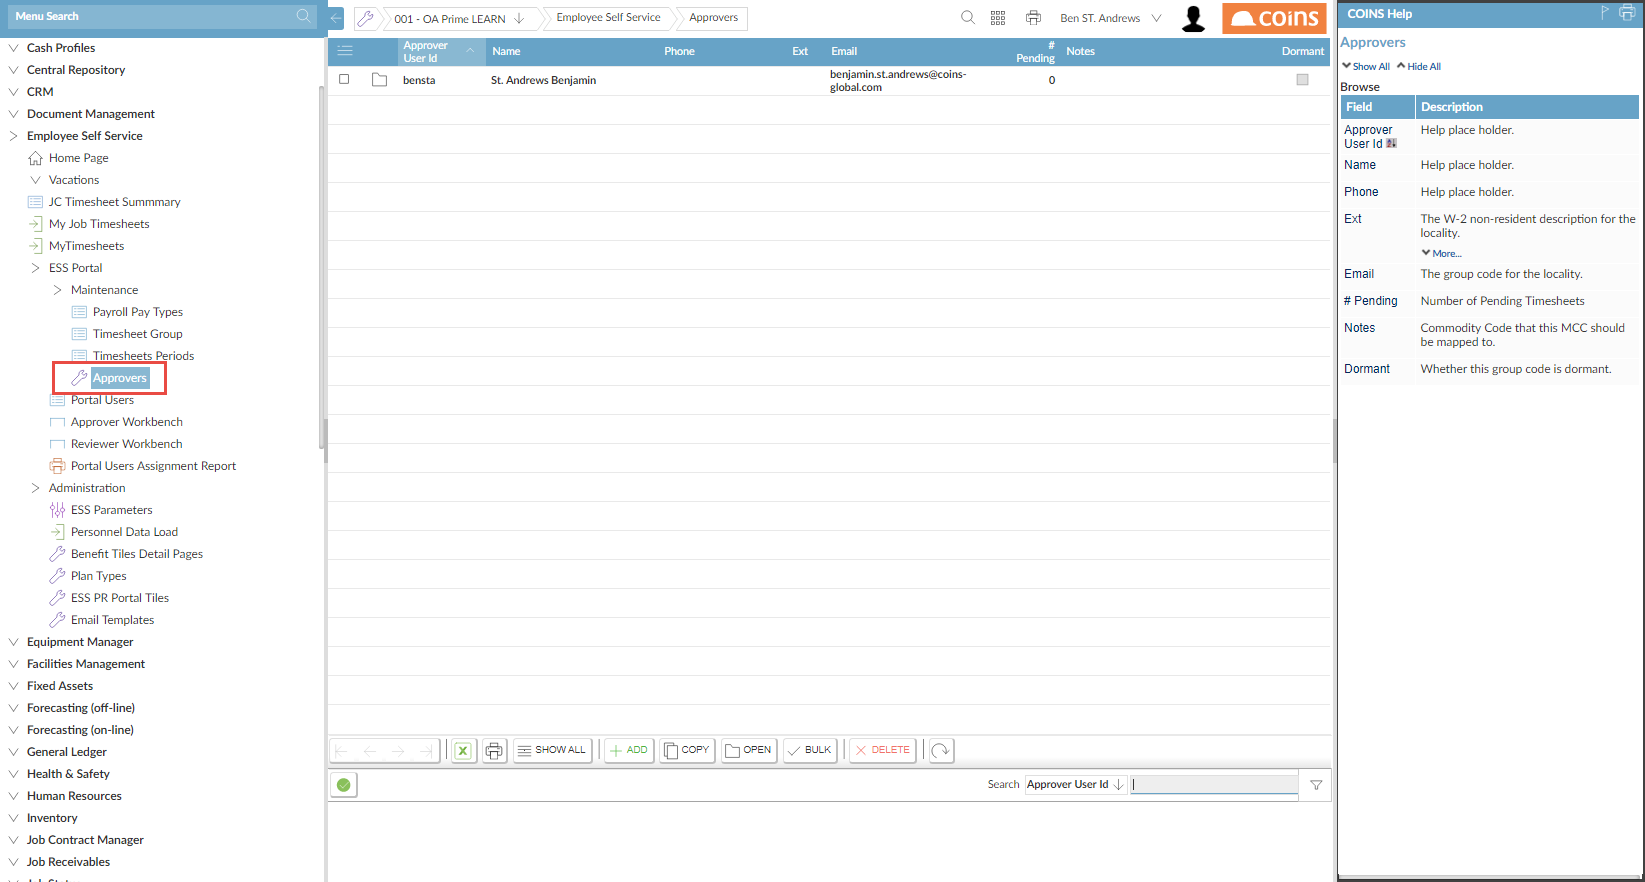 Menu Search
Cash Profiles
Central Repository
CRM
Document Management
Employee Self Service
Home Page
Vacations
JC Timesheet Summmary
My Job Timesheets
MyTimesheets
ESS Portal
Maintenance
Payroll Pay Types
Timesheet Group
Timesheets Periods
Approvers
Portal Users
Approver Workbench
Reviewer Workbench
Portal Users Assignment Report
Administration
ESS Parameters
Personnel Data Load
Benefit Tiles Detail Pages
Plan Types
ESS PR Portal Tiles
Email Templates
Equipment Manager
Facilities Management
Fixed Assets
Forecasting (off-line)
Forecasting (on-line)
General Ledger
Health & Safety
Human Resources
Inventory
Job Contract Manager
Job Receivables
001 - OA Prime LEARN
Employee Self Service
Approvers
Ben ST. Andrews
coins
Approver User Id
Name
Phone
Ext
Email
# Pending
Notes
Dormant
bensta
St. Andrews Benjamin
benjamin.st.andrews@coins-
global.com
0
SHOW ALL
ADD
COPY
OPEN
BULK
DELETE
Search
Approver User Id
COINS Help
Approvers
Show All
Hide All
Browse
Field
Description
Approver
User Id
Help place holder.
Name
Help place holder.
Phone
Help place holder.
Ext
The W-2 non-resident description for the
locality.
More...
Email
The group code for the locality.
# Pending
Number of Pending Timesheets
Notes
Commodity Code that this MCC should
be mapped to.
Dormant
Whether this group code is dormant.